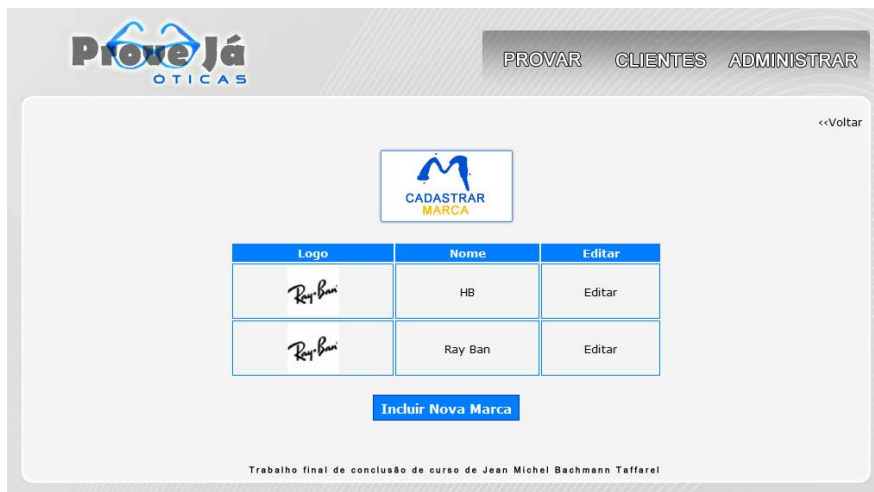 Prove Já
ÓTICAS
PROVAR CLIENTES ADMINISTRAR
<<Voltar
CADASTRAR
MARCA
Logo Nome Editar
Ray-Ban HB Editar
Ray-Ban Ray Ban Editar
Incluir Nova Marca
Trabalho final de conclusão de curso de Jean Michel Bachmann Taffarel